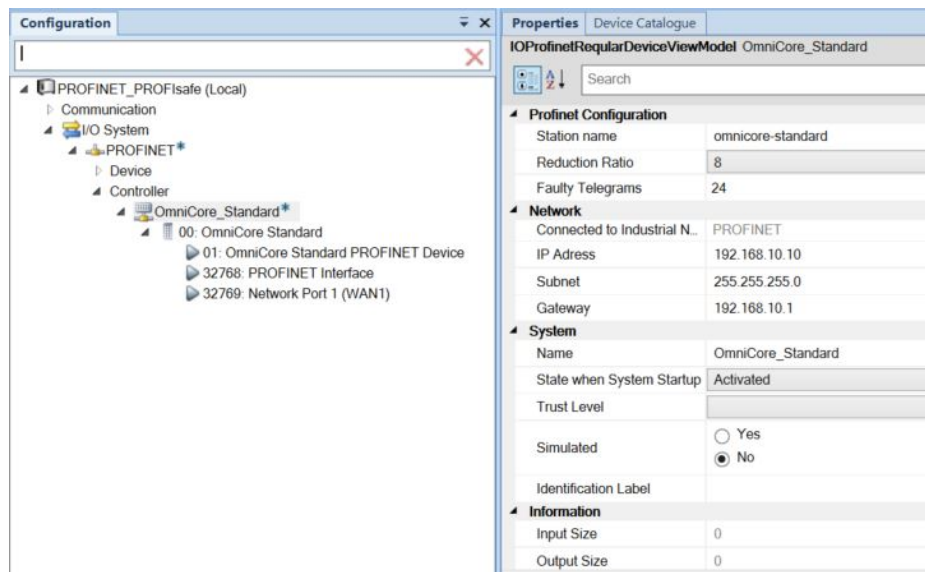 Configuration
PROFINET_PROFIsafe (Local)
Communication
I/O System
PROFINET*
Device
Controller
OmniCore_Standard*
00: OmniCore Standard
01: OmniCore Standard PROFINET Device
32768: PROFINET Interface
32769: Network Port 1 (WAN1)
Properties Device Catalogue
IOProfinetReqularDeviceViewModel OmniCore_Standard
Search
Profinet Configuration
Station name omnicore-standard
Reduction Ratio 8
Faulty Telegrams 24
Network
Connected to Industrial N... PROFINET
IP Adress 192.168.10.10
Subnet 255.255.255.0
Gateway 192.168.10.1
System
Name OmniCore_Standard
State when System Startup Activated
Trust Level
Simulated
Yes
No
Identification Label
Information
Input Size 0
Output Size 0